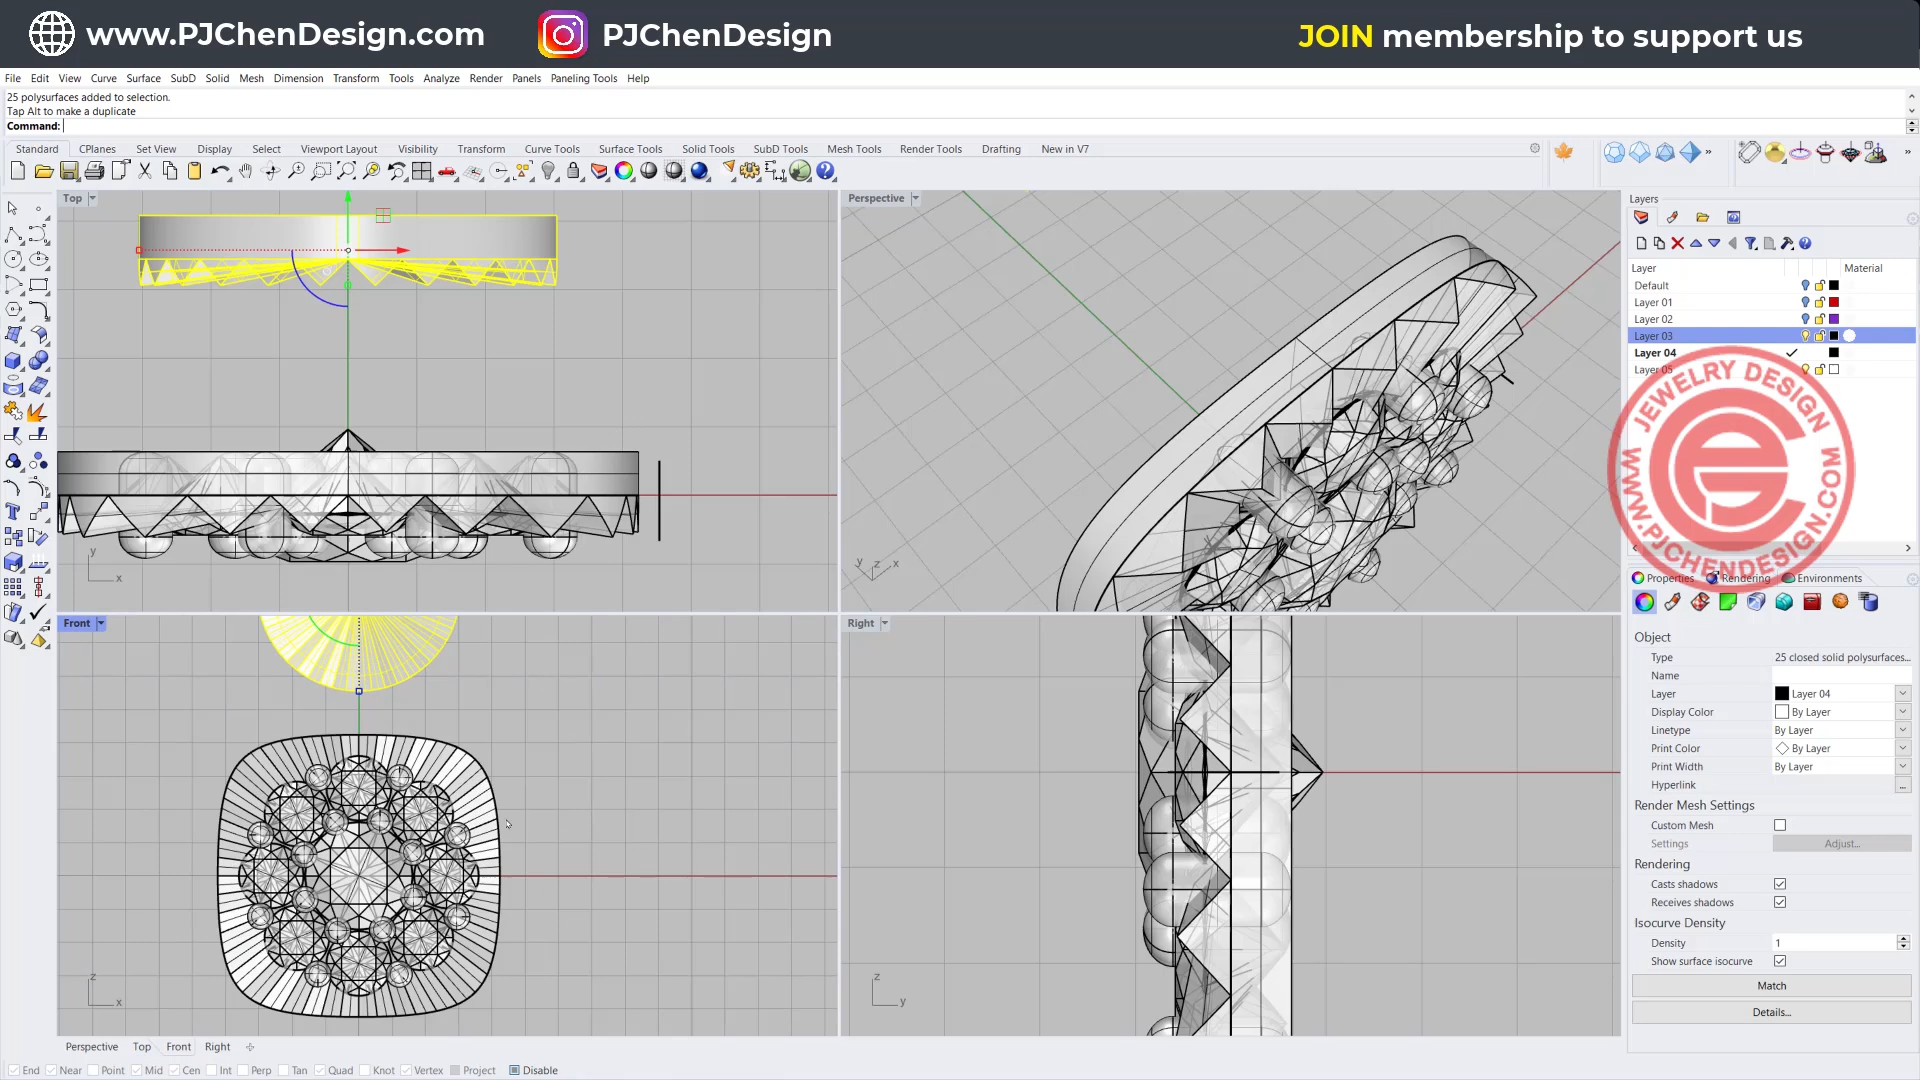 www.PJChenDesign.com PJChenDesign JOIN membership to support us
File Edit View Curve Surface SubD Solid Mesh Dimension Transform Tools Analyze Render Panels Paneling Tools Help
25 polysurfaces added to selection.
Tap Alt to make a duplicate
Command:
Standard CPlanes Set View Display Select Viewport Layout Visibility Transform Curve Tools Surface Tools Solid Tools SubD Tools Mesh Tools Render Tools Drafting New in V7
Top
Perspective
Layers
Layer Material
Default
Layer 01
Layer 02
Layer 03
Layer 04
Layer 05
JEWELRY DESIGN
WWW.PJCHENDESIGN.COM
y
x
y z x
Front
Right
Properties Rendering Environments
Object
Type 25 closed solid polysurfaces...
Name
Layer Layer 04
Display Color By Layer
Linetype By Layer
Print Color By Layer
Print Width By Layer
Hyperlink ...
Render Mesh Settings
Custom Mesh
Settings Adjust...
Rendering
Casts shadows
Receives shadows
Isocurve Density
Density 1
Show surface isocurve
Match
Details...
z
x
z
y
Perspective Top Front Right
End Near Point Mid Cen Int Perp Tan Quad Knot Vertex Project Disable